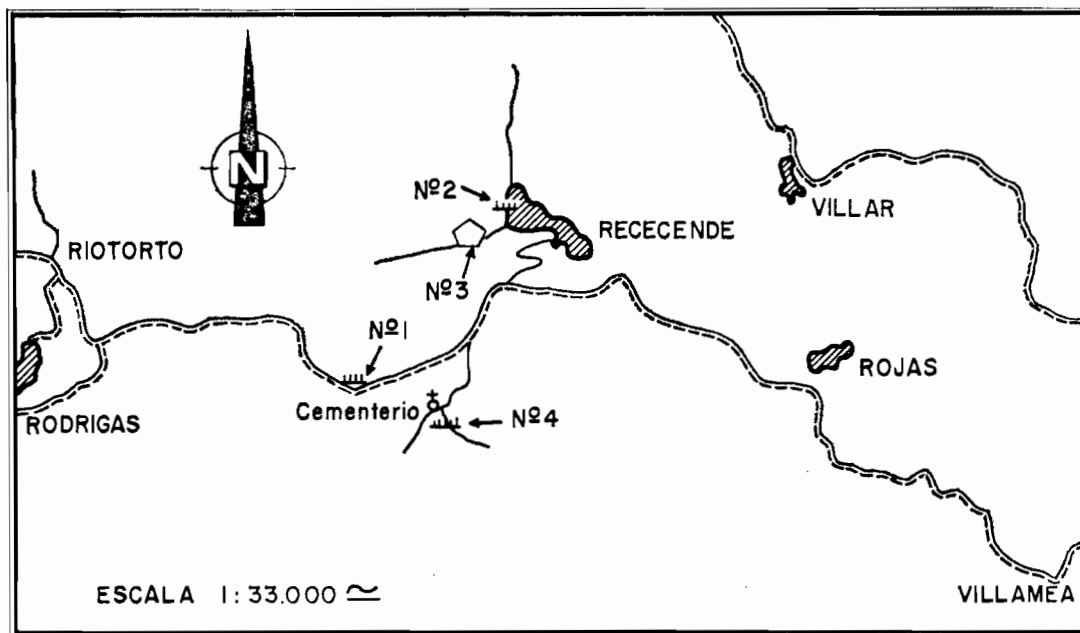 N
Nº2
VILLAR
RECECENDE
RIOTORTO
Nº3
Nº1
ROJAS
Cementerio
Nº4
RODRIGAS
ESCALA 1:33.000 ≃
VILLAMEA